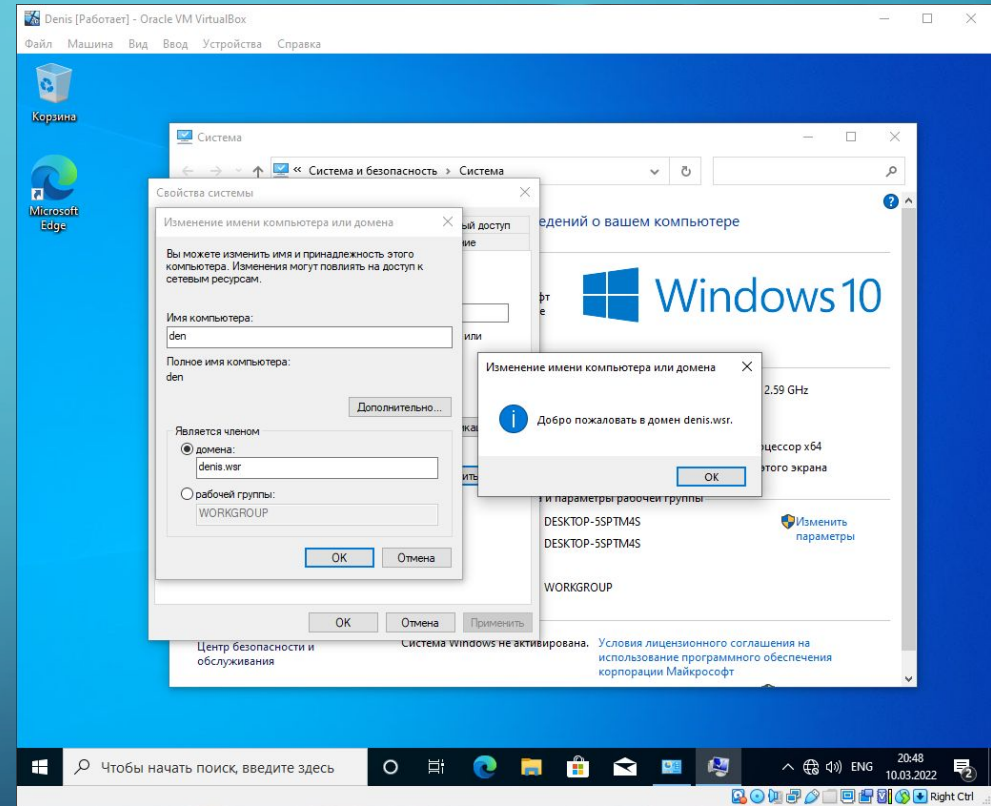 Denis [Работает] - Oracle VM VirtualBox
Файл Машина Вид Ввод Устройства Справка
Корзина
Microsoft
Edge
Система
« Система и безопасность › Система
Свойства системы
ый доступ
ие
или
Изменение имени компьютера или домена
Вы можете изменить имя и принадлежность этого
компьютера. Изменения могут повлиять на доступ к
сетевым ресурсам.
Имя компьютера:
den
Полное имя компьютера:
den
Дополнительно...
Является членом
домена:
denis.wsr
рабочей группы:
WORKGROUP
OK Отмена
OK Отмена Применить
едений о вашем компьютере
Windows 10
Изменение имени компьютера или домена
Добро пожаловать в домен denis.wsr.
OK
2.59 GHz
оцессор x64
этого экрана
и параметры рабочей группы
DESKTOP-5SPTM4S
DESKTOP-5SPTM4S
Изменить
параметры
WORKGROUP
Центр безопасности и
обслуживания
Система Windows не активирована. Условия лицензионного соглашения на
использование программного обеспечения
корпорации Майкрософт
Чтобы начать поиск, введите здесь
ENG
20:48
10.03.2022
2
Right Ctrl